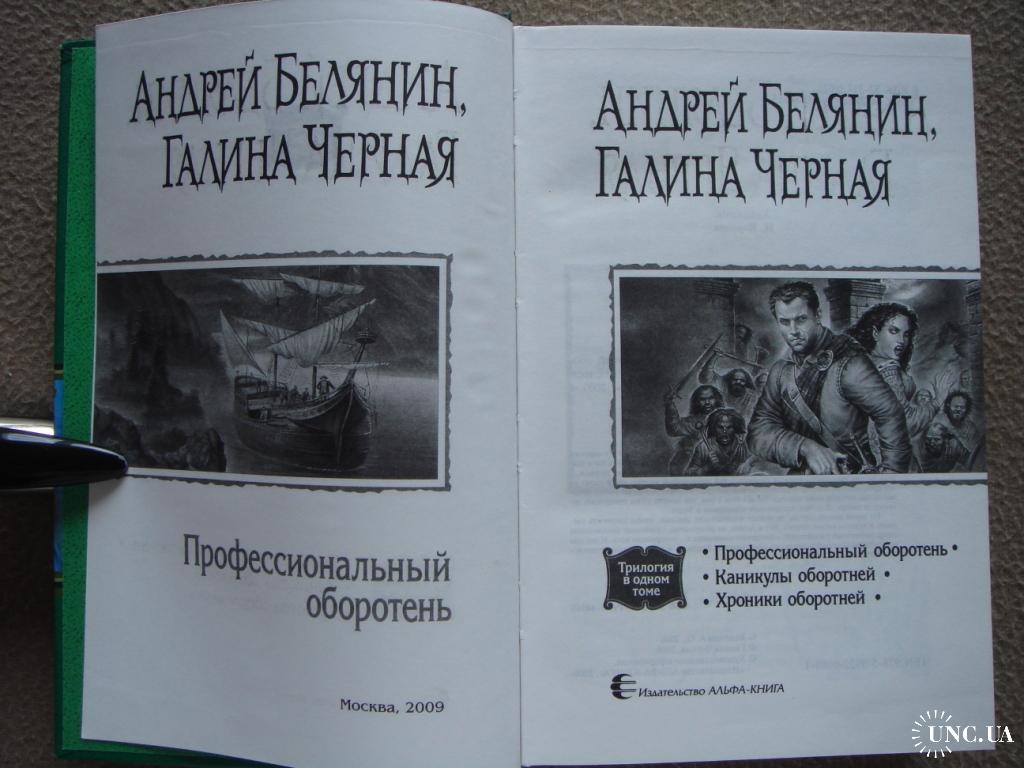 АНДРЕЙ БЕЛЯНИН,
ГАЛИНА ЧЕРНАЯ
Профессиональный
оборотень
Москва, 2009
АНДРЕЙ БЕЛЯНИН,
ГАЛИНА ЧЕРНАЯ
Трилогия
в одном
томе
• Профессиональный оборотень •
• Каникулы оборотней •
• Хроники оборотней •
Издательство АЛЬФА-КНИГА
UNC.UA